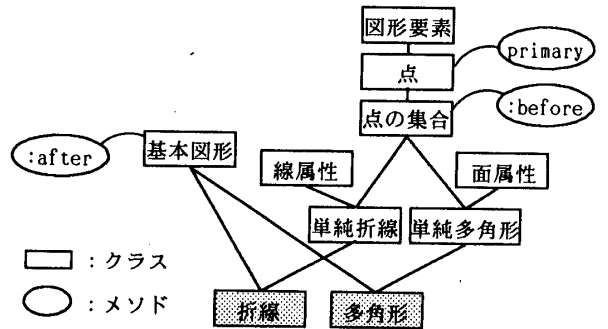 図形要素
primary
点
:before
点の集合
:after
基本図形
線属性
面属性
単純折線
単純多角形
□ : クラス
○ : メソド
折線
多角形